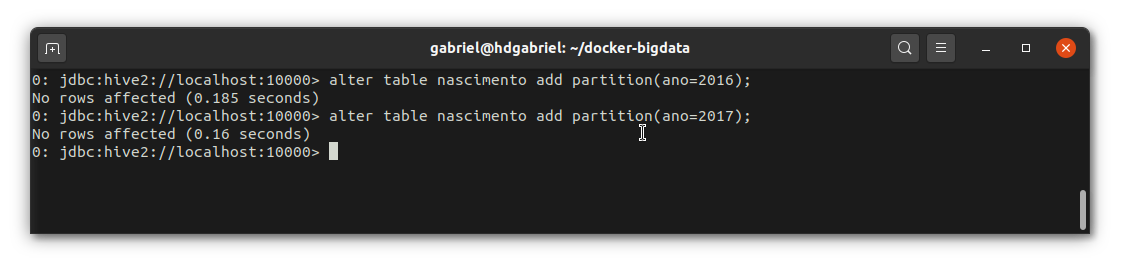 gabriel@hdgabriel: ~/docker-bigdata
0: jdbc:hive2://localhost:10000> alter table nascimento add partition(ano=2016);
No rows affected (0.185 seconds)
0: jdbc:hive2://localhost:10000> alter table nascimento add partition(ano=2017);
No rows affected (0.16 seconds)
0: jdbc:hive2://localhost:10000>